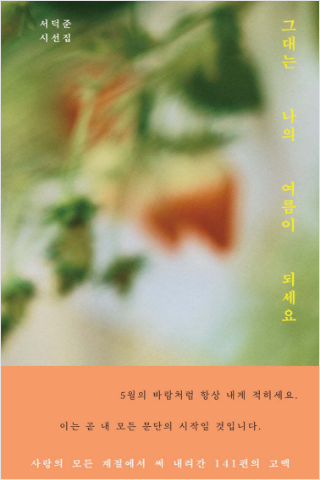 서덕준
시선집
그대는 나의 여름이 되세요
5월의 바람처럼 항상 내게 적히세요.
이는 곧 내 모든 문단의 시작일 것입니다.
사랑의 모든 계절에서 써 내려간 141편의 고백